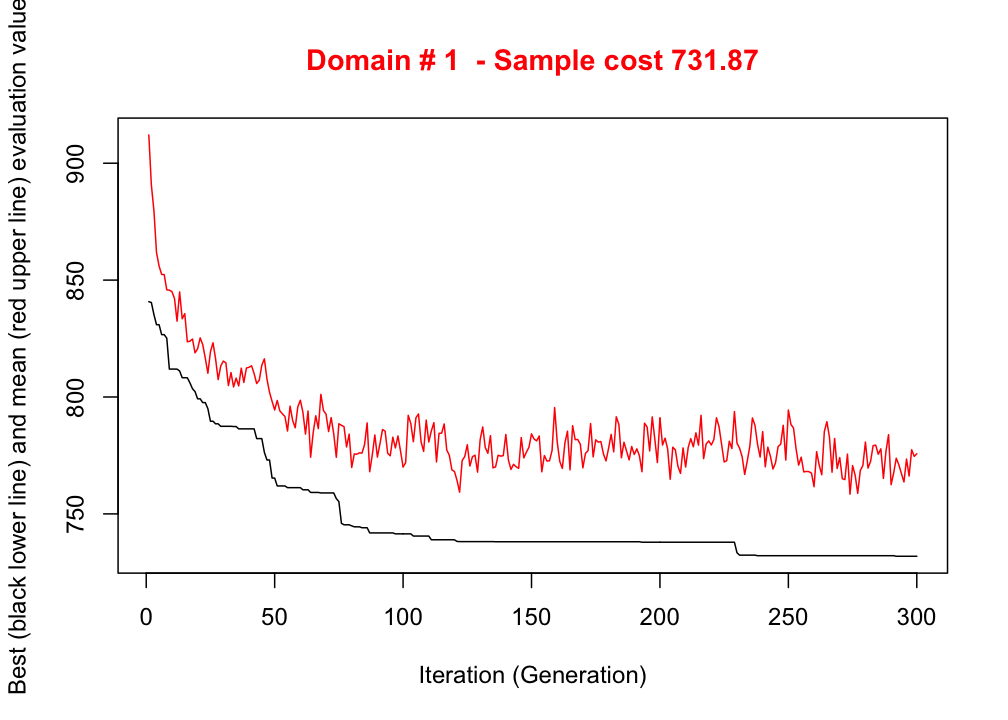 Domain # 1  - Sample cost 731.87
Best (black lower line) and mean (red upper line) evaluation value
900
850
800
750
0 50 100 150 200 250 300
Iteration (Generation)